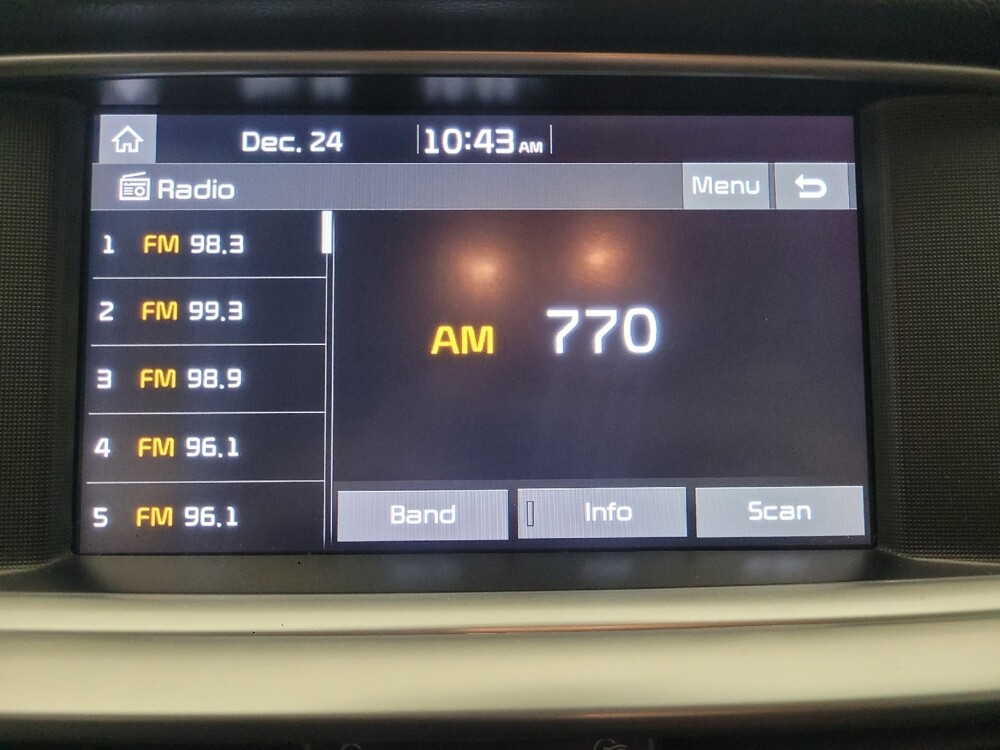 Dec. 24 10:43 AM
Radio Menu
1 FM 98.3
2 FM 99.3
3 FM 98.9
4 FM 96.1
5 FM 96.1
AM 770
Band Info Scan